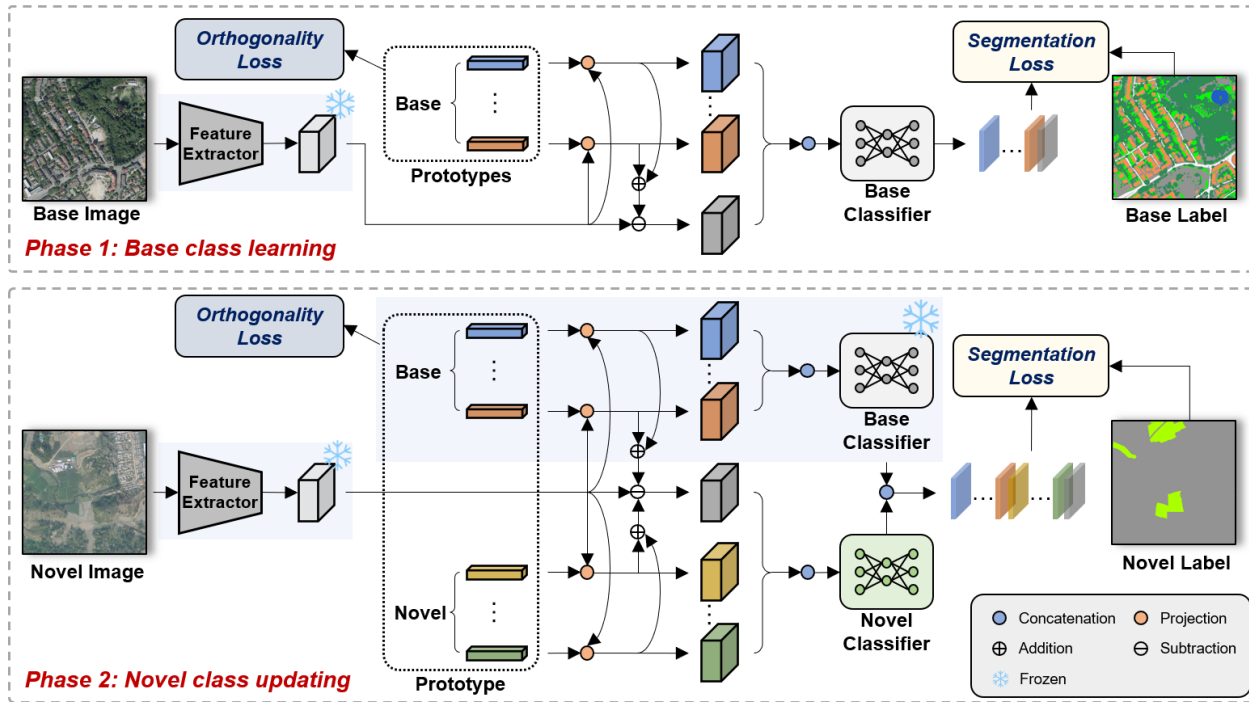 Orthogonality
Loss
Segmentation
Loss
Base
Feature
Extractor
Prototypes
Base
Classifier
Base Image
Base Label
Phase 1: Base class learning
Orthogonality
Loss
Segmentation
Loss
Base
Base
Classifier
Feature
Extractor
Novel Image
Novel Label
Novel
Novel
Classifier
Prototype
Phase 2: Novel class updating
Concatenation
Projection
Addition
Subtraction
Frozen